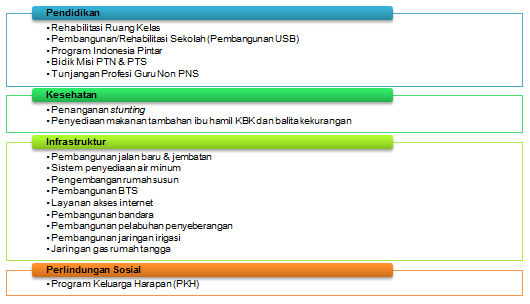 Pendidikan
• Rehabilitasi Ruang Kelas
• Pembangunan/Rehabilitasi Sekolah (Pembangunan USB)
• Program Indonesia Pintar
• Bidik Misi PTN & PTS
• Tunjangan Profesi Guru Non PNS
Kesehatan
• Penanganan stunting
• Penyediaan makanan tambahan ibu hamil KBK dan balita kekurangan
Infrastruktur
• Pembangunan jalan baru & jembatan
• Sistem penyediaan air minum
• Pengembangan rumah susun
• Pembangunan BTS
• Layanan akses internet
• Pembangunan bandara
• Pembangunan pelabuhan penyeberangan
• Pembangunan jaringan irigasi
• Jaringan gas rumah tangga
Perlindungan Sosial
• Program Keluarga Harapan (PKH)